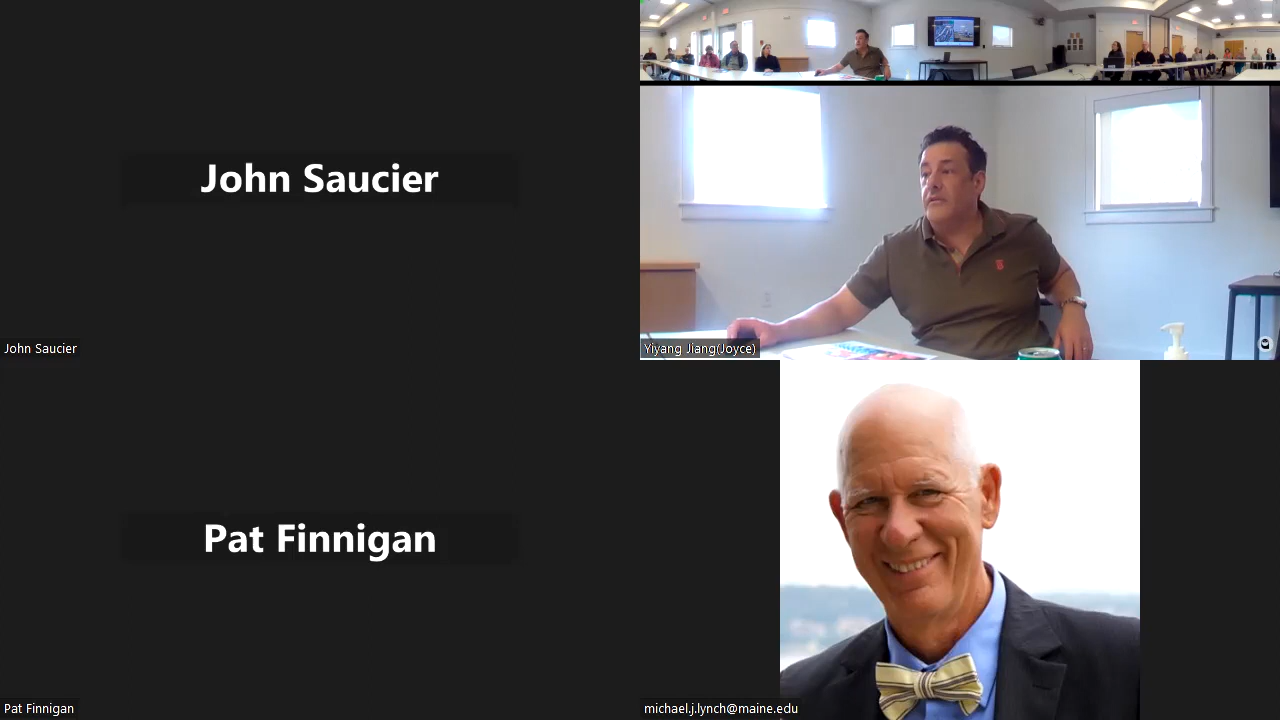 John Saucier
John Saucier
Yiyang Jiang(Joyce)
Pat Finnigan
Pat Finnigan
michael.j.lynch@maine.edu